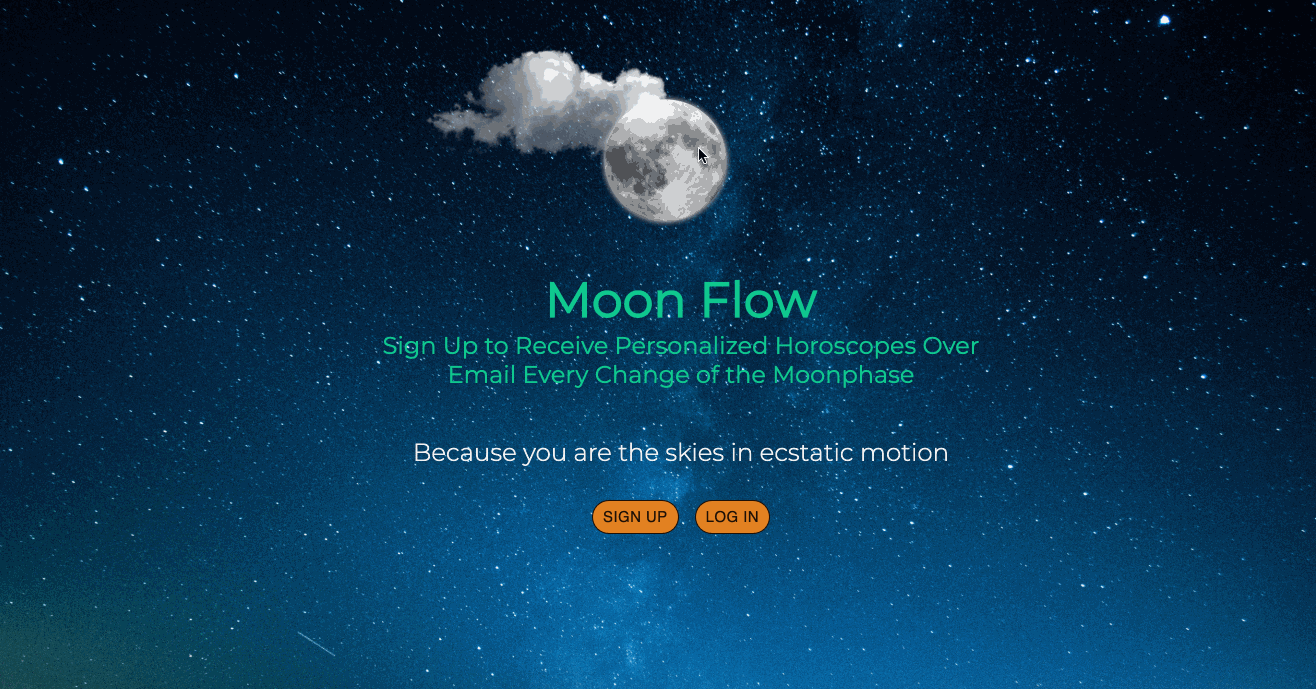 Moon Flow
Sign Up to Receive Personalized Horoscopes Over
Email Every Change of the Moonphase
Because you are the skies in ecstatic motion
SIGN UP LOG IN